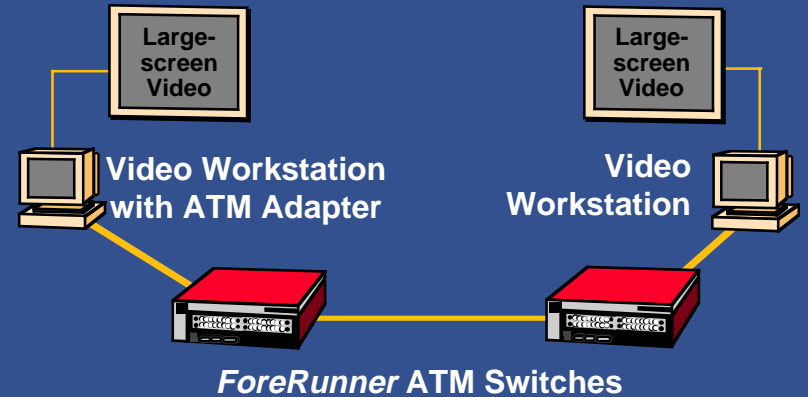 Large-
screen
Video
Large-
screen
Video
Video Workstation
with ATM Adapter
Video
Workstation
ForeRunner ATM Switches